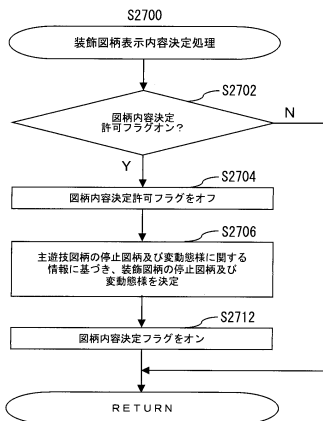 S2700
装飾図柄表示内容決定処理
S2702
図柄内容決定
許可フラグオン？
N
Y
S2704
図柄内容決定許可フラグをオフ
S2706
主遊技図柄の停止図柄及び変動態様に関する
情報に基づき、装飾図柄の停止図柄及び
変動態様を決定
S2712
図柄内容決定フラグをオン
RETURN